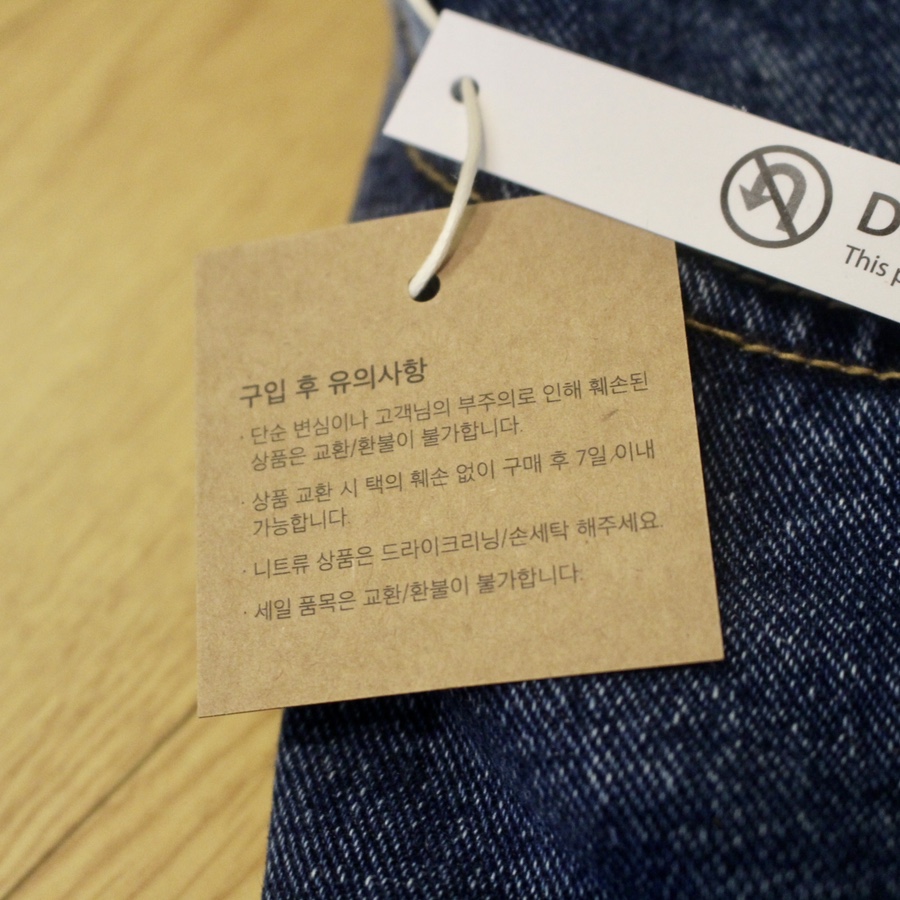 D
This p
구입 후 유의사항
· 단순 변심이나 고객님의 부주의로 인해 훼손된
상품은 교환/환불이 불가합니다.
· 상품 교환 시 택의 훼손 없이 구매 후 7일 이내
가능합니다.
· 니트류 상품은 드라이크리닝/손세탁 해주세요.
· 세일 품목은 교환/환불이 불가합니다.